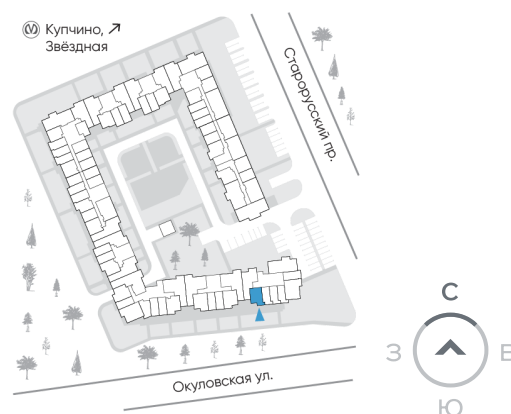 Купчино,
Звёздная
Старорусский пр.
С
З
В
Ю
Окуловская ул.